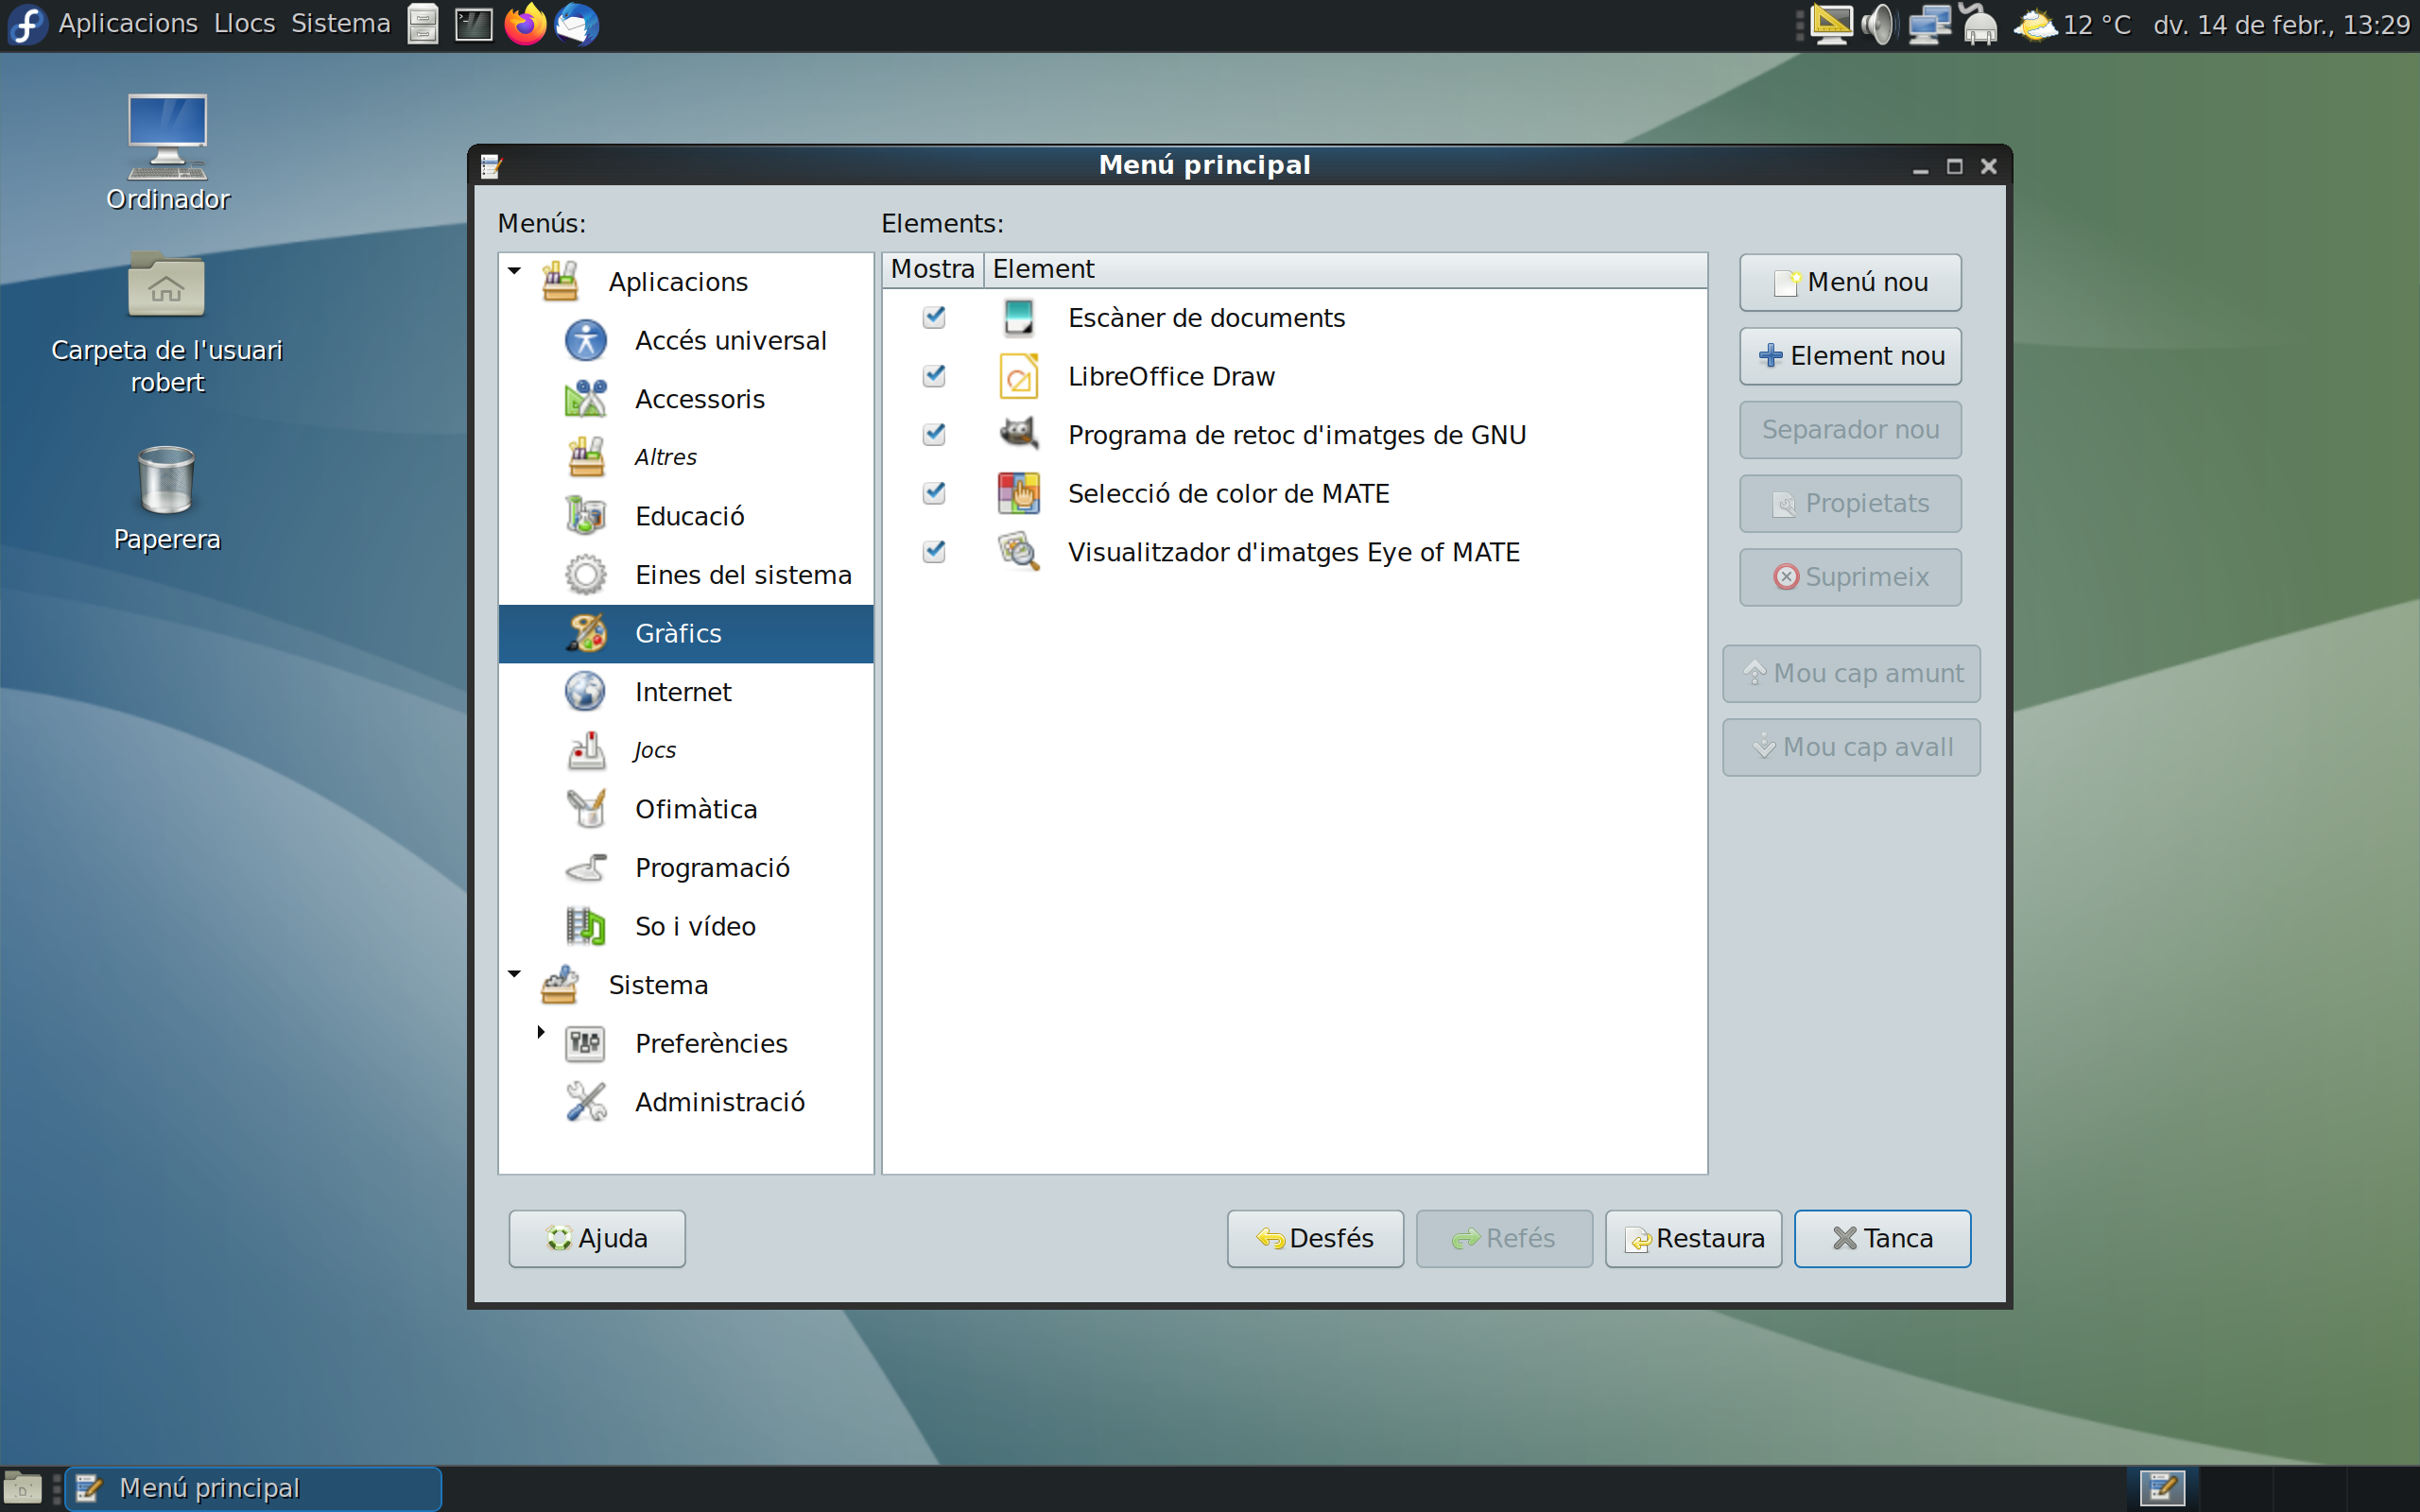 Aplicacions Llocs Sistema
12 °C dv. 14 de febr., 13:29
Ordinador
Carpeta de l'usuari
robert
Paperera
Menú principal
Menús:
Elements:
Aplicacions
Accés universal
Accessoris
Altres
Educació
Eines del sistema
Gràfics
Internet
Jocs
Ofimàtica
Programació
So i vídeo
Sistema
Preferències
Administració
Mostra Element
Escàner de documents
LibreOffice Draw
Programa de retoc d'imatges de GNU
Selecció de color de MATE
Visualitzador d'imatges Eye of MATE
Menú nou
Element nou
Separador nou
Propietats
Suprimeix
Mou cap amunt
Mou cap avall
Ajuda
Desfés
Refés
Restaura
Tanca
Menú principal